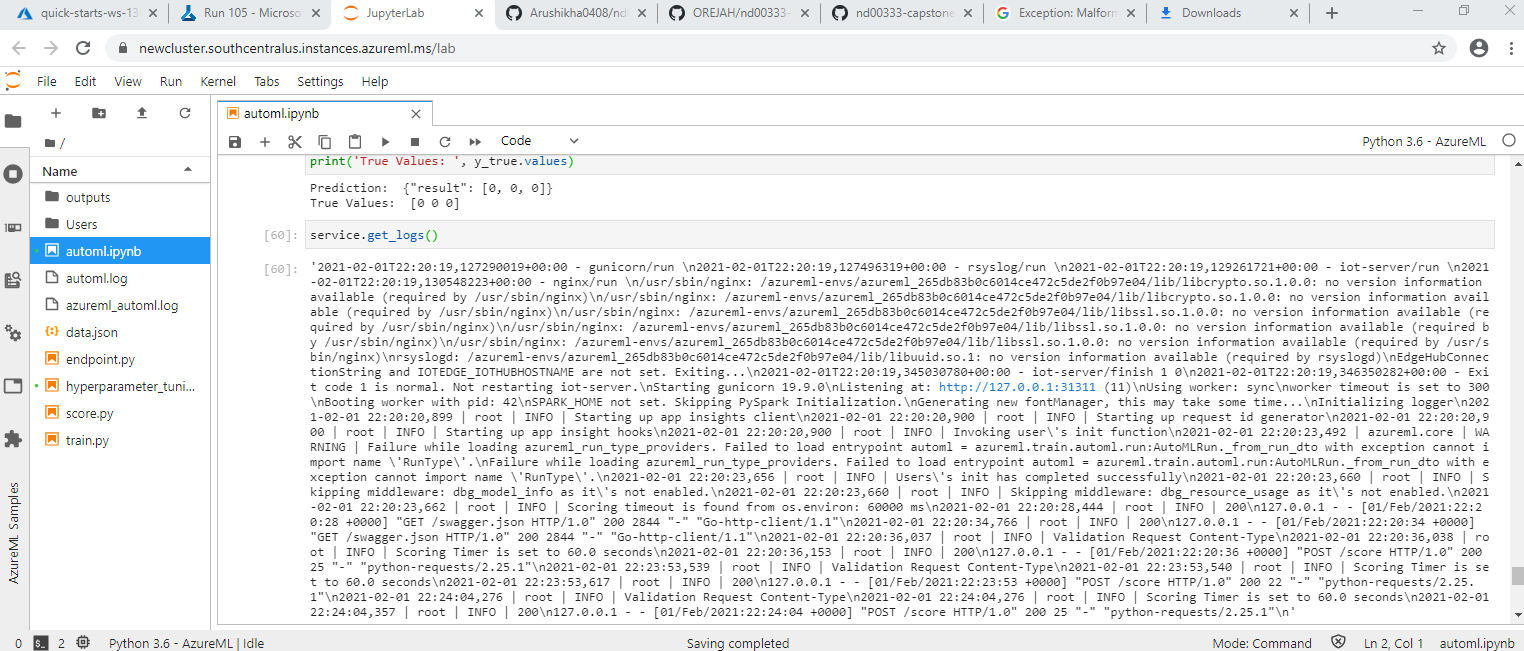 quick-starts-ws-13
Run 105 - Microso
JupyterLab
Arushikha0408/nd
OREJAH/nd00333-
nd00333-capstone
Exception: Malforn
Downloads
newcluster.southcentralus.instances.azureml.ms/lab
File Edit View Run Kernel Tabs Settings Help
automl.ipynb
/
Code
Python 3.6 - AzureML
Name
outputs
Users
automl.ipynb
automl.log
azureml_automl.log
data.json
endpoint.py
hyperparameter_tuni...
score.py
train.py
AzureML Samples
print('True Values: ', y_true.values)
Prediction:  {"result": [0, 0, 0]}
True Values:  [0 0 0]
[60]: service.get_logs()
[60]: '2021-02-01T22:20:19,127290019+00:00 - gunicorn/run \n2021-02-01T22:20:19,127496319+00:00 - rsyslog/run \n2021-02-01T22:20:19,129261721+00:00 - iot-server/run \n2021
-02-01T22:20:19,130548223+00:00 - nginx/run \n/usr/sbin/nginx: /azureml-envs/azureml_265db83b0c6014ce472c5de2f0b97e04/lib/libcrypto.so.1.0.0: no version information
available (required by /usr/sbin/nginx)\n/usr/sbin/nginx: /azureml-envs/azureml_265db83b0c6014ce472c5de2f0b97e04/lib/libcrypto.so.1.0.0: no version information avail
able (required by /usr/sbin/nginx)\n/usr/sbin/nginx: /azureml-envs/azureml_265db83b0c6014ce472c5de2f0b97e04/lib/libssl.so.1.0.0: no version information available (re
quired by /usr/sbin/nginx)\n/usr/sbin/nginx: /azureml-envs/azureml_265db83b0c6014ce472c5de2f0b97e04/lib/libssl.so.1.0.0: no version information available (required b
y /usr/sbin/nginx)\n/usr/sbin/nginx: /azureml-envs/azureml_265db83b0c6014ce472c5de2f0b97e04/lib/libssl.so.1.0.0: no version information available (required by /usr/s
bin/nginx)\nrsyslogd: /azureml-envs/azureml_265db83b0c6014ce472c5de2f0b97e04/lib/libuuid.so.1: no version information available (required by rsyslogd)\nEdgeHubConnec
tionString and IOTEDGE_IOTHUBHOSTNAME are not set. Exiting...\n2021-02-01T22:20:19,345030780+00:00 - iot-server/finish 1 0\n2021-02-01T22:20:19,346350282+00:00 - Exi
t code 1 is normal. Not restarting iot-server.\nStarting gunicorn 19.9.0\nListening at: http://127.0.0.1:31311 (11)\nUsing worker: sync\nworker timeout is set to 300
\nBooting worker with pid: 42\nSPARK_HOME not set. Skipping PySpark Initialization.\nGenerating new fontManager, this may take some time...\nInitializing logger\n202
1-02-01 22:20:20,899 | root | INFO | Starting up app insights client\n2021-02-01 22:20:20,900 | root | INFO | Starting up request id generator\n2021-02-01 22:20:20,9
00 | root | INFO | Starting up app insight hooks\n2021-02-01 22:20:20,900 | root | INFO | Invoking user\'s init function\n2021-02-01 22:20:23,492 | azureml.core | WA
RNING | Failure while loading azureml_run_type_providers. Failed to load entrypoint automl = azureml.train.automl.run:AutoMLRun._from_run_dto with exception cannot i
mport name \'RunType\'.\nFailure while loading azureml_run_type_providers. Failed to load entrypoint automl = azureml.train.automl.run:AutoMLRun._from_run_dto with e
xception cannot import name \'RunType\'.\n2021-02-01 22:20:23,656 | root | INFO | Users\'s init has completed successfully\n2021-02-01 22:20:23,660 | root | INFO | S
kipping middleware: dbg_model_info as it\'s not enabled.\n2021-02-01 22:20:23,660 | root | INFO | Skipping middleware: dbg_resource_usage as it\'s not enabled.\n2021
-02-01 22:20:23,662 | root | INFO | Scoring timeout is found from os.environ: 60000 ms\n2021-02-01 22:20:28,444 | root | INFO | 200\n127.0.0.1 - - [01/Feb/2021:22:2
0:28 +0000] "GET /swagger.json HTTP/1.0" 200 2844 "-" "Go-http-client/1.1"\n2021-02-01 22:20:34,766 | root | INFO | 200\n127.0.0.1 - - [01/Feb/2021:22:20:34 +0000]
"GET /swagger.json HTTP/1.0" 200 2844 "-" "Go-http-client/1.1"\n2021-02-01 22:20:36,037 | root | INFO | Validation Request Content-Type\n2021-02-01 22:20:36,038 | ro
ot | INFO | Scoring Timer is set to 60.0 seconds\n2021-02-01 22:20:36,153 | root | INFO | 200\n127.0.0.1 - - [01/Feb/2021:22:20:36 +0000] "POST /score HTTP/1.0" 200
25 "-" "python-requests/2.25.1"\n2021-02-01 22:23:53,539 | root | INFO | Validation Request Content-Type\n2021-02-01 22:23:53,540 | root | INFO | Scoring Timer is se
t to 60.0 seconds\n2021-02-01 22:23:53,617 | root | INFO | 200\n127.0.0.1 - - [01/Feb/2021:22:23:53 +0000] "POST /score HTTP/1.0" 200 22 "-" "python-requests/2.25.
1"\n2021-02-01 22:24:04,276 | root | INFO | Validation Request Content-Type\n2021-02-01 22:24:04,276 | root | INFO | Scoring Timer is set to 60.0 seconds\n2021-02-01
22:24:04,357 | root | INFO | 200\n127.0.0.1 - - [01/Feb/2021:22:24:04 +0000] "POST /score HTTP/1.0" 200 25 "-" "python-requests/2.25.1"\n'
0 2 Python 3.6 - AzureML | Idle
Saving completed
Mode: Command Ln 2, Col 1 automl.ipynb